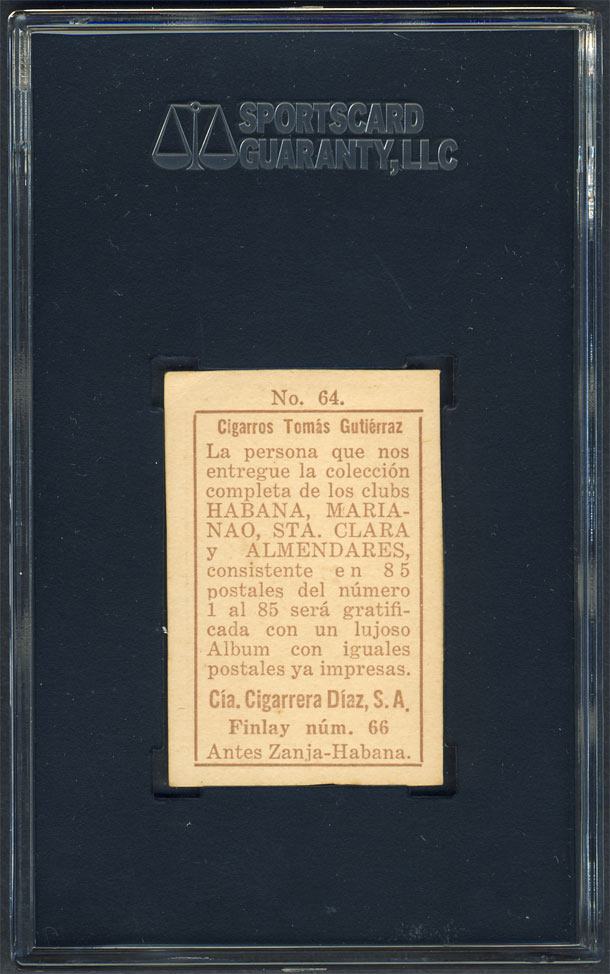 SPORTSCARD
GUARANTY, LLC
No. 64.
Cigarros Tomás Gutiérraz
La persona que nos
entregue la colección
completa de los clubs
HABANA, MARIA-
NAO, STA. CLARA
y ALMENDARES,
consistente en 85
postales del número
1 al 85 será gratifi-
cada con un lujoso
Album con iguales
postales ya impresas.
Cía. Cigarrera Díaz, S. A.
Finlay núm. 66
Antes Zanja-Habana.